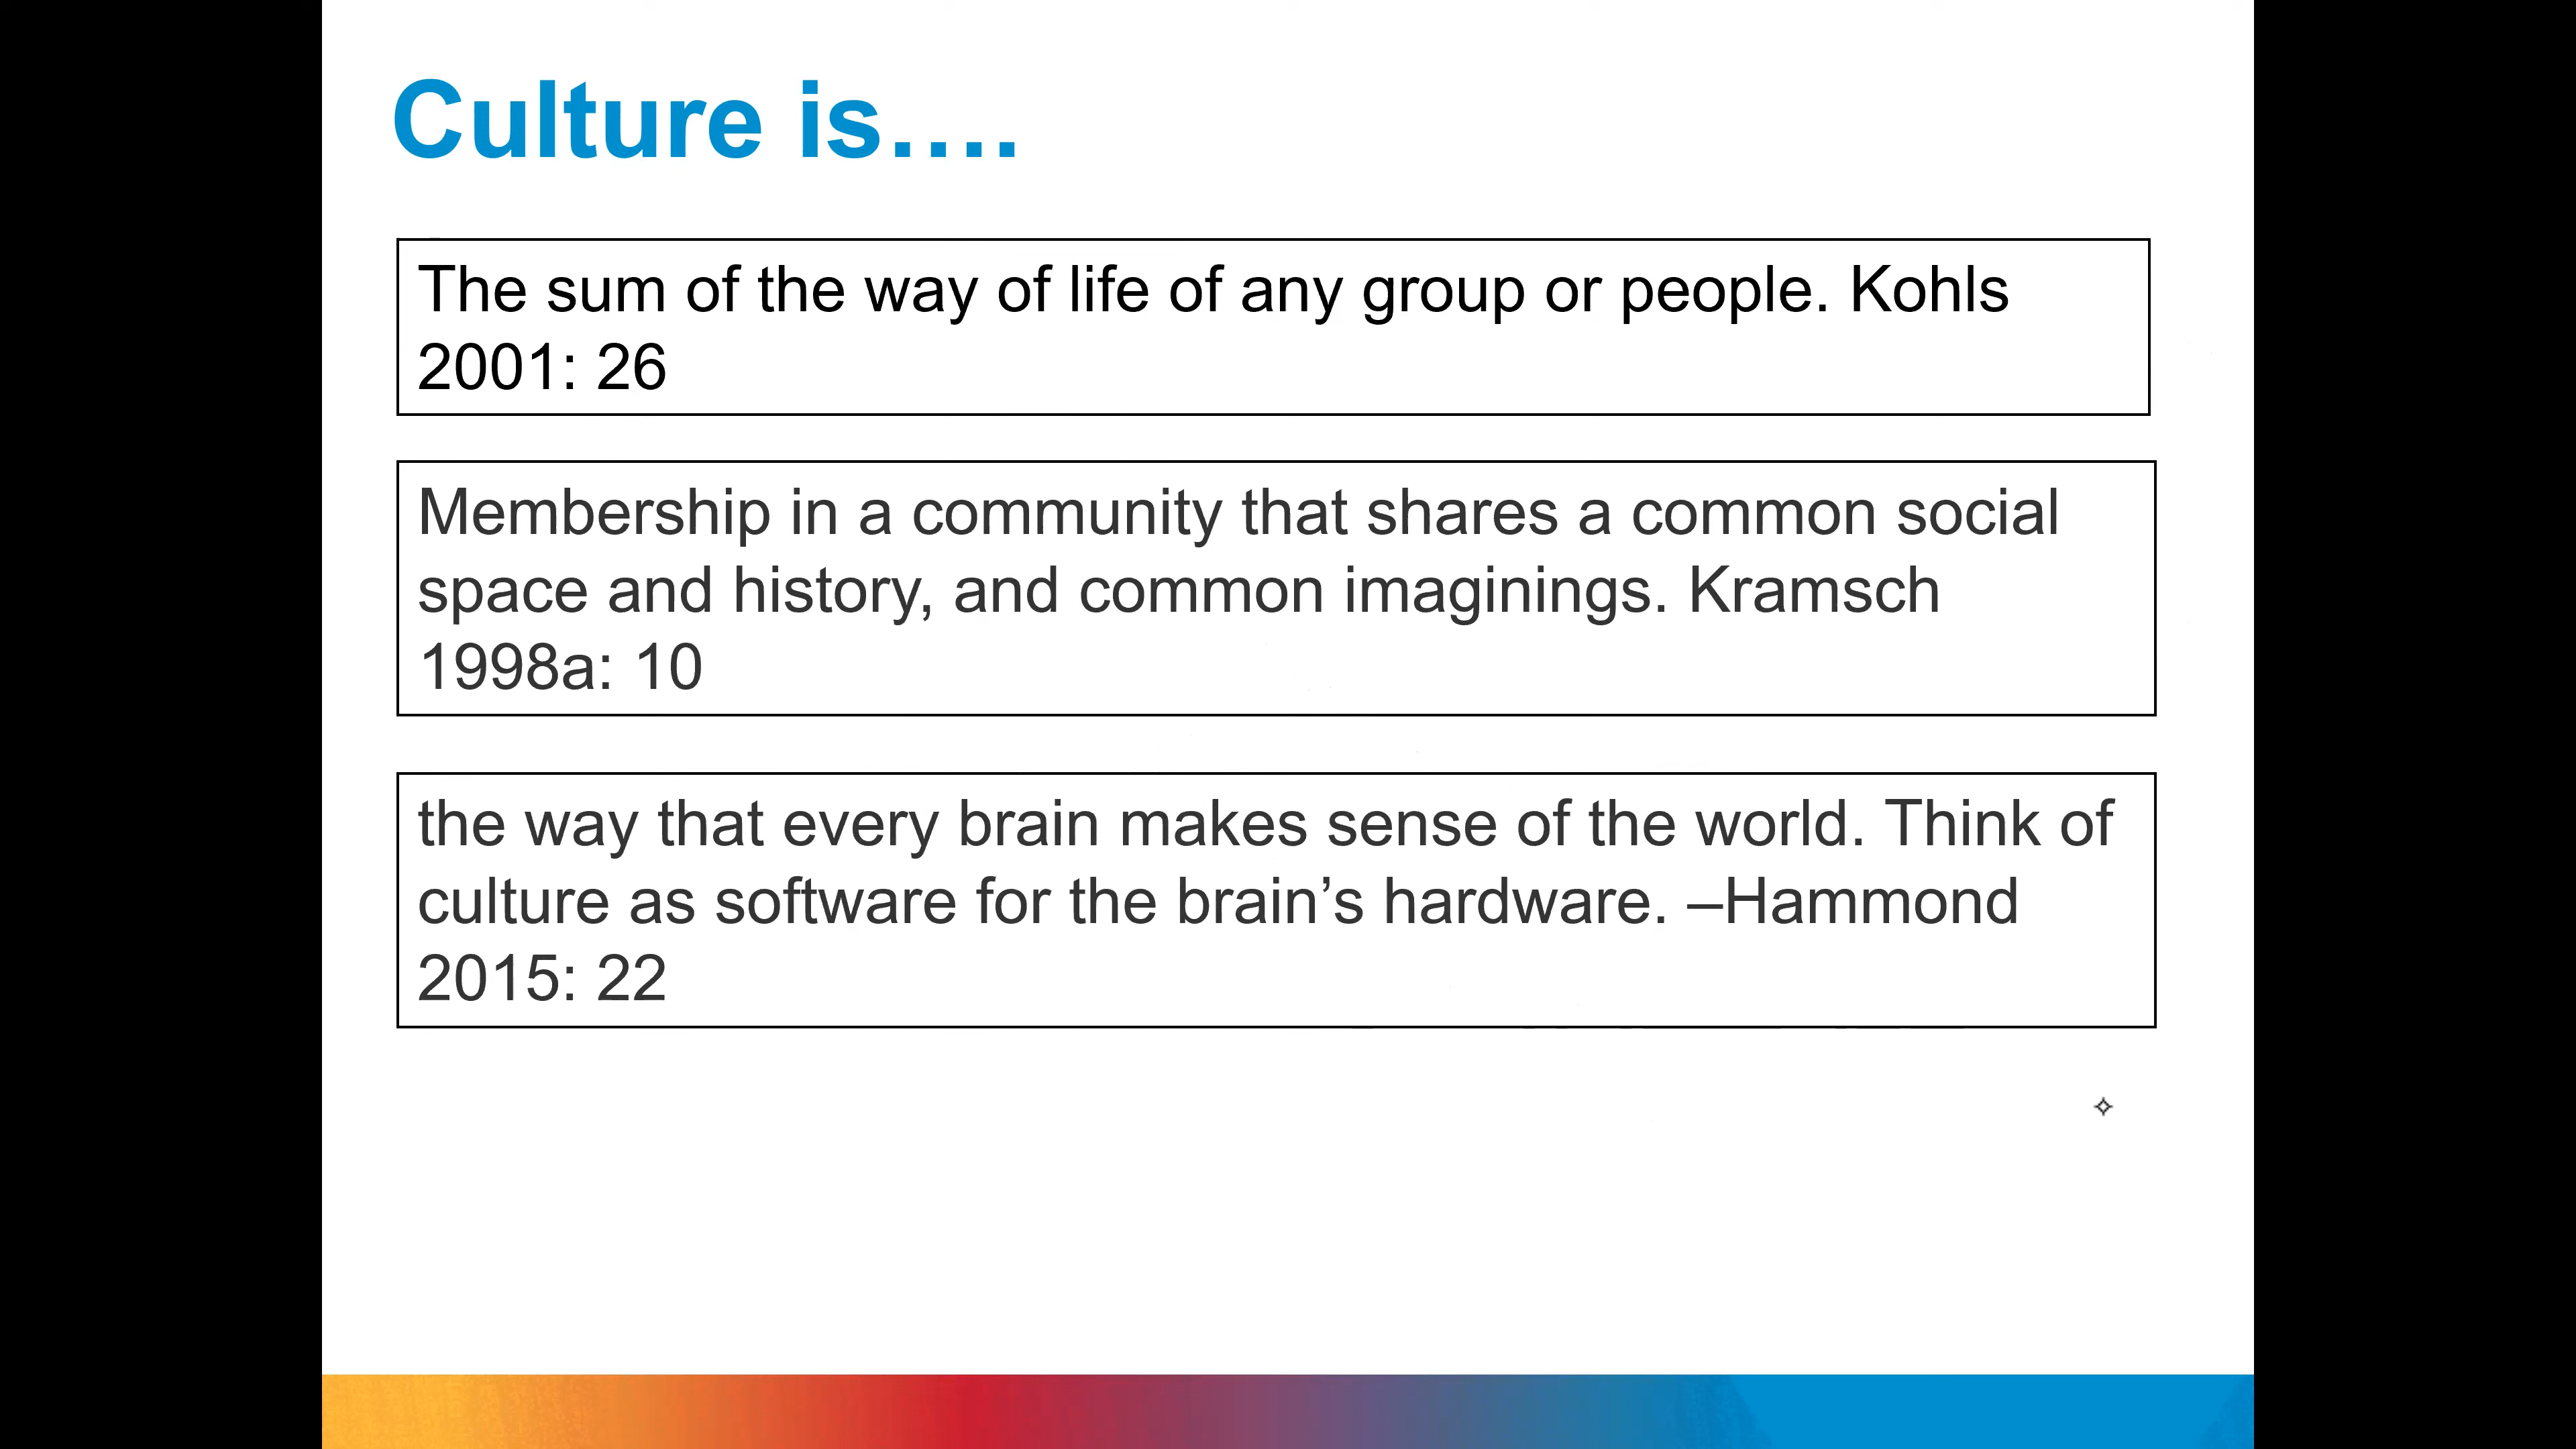 Culture is....
The sum of the way of life of any group or people. Kohls
2001: 26
Membership in a community that shares a common social
space and history, and common imaginings. Kramsch
1998a: 10
the way that every brain makes sense of the world. Think of
culture as software for the brain’s hardware. –Hammond
2015: 22